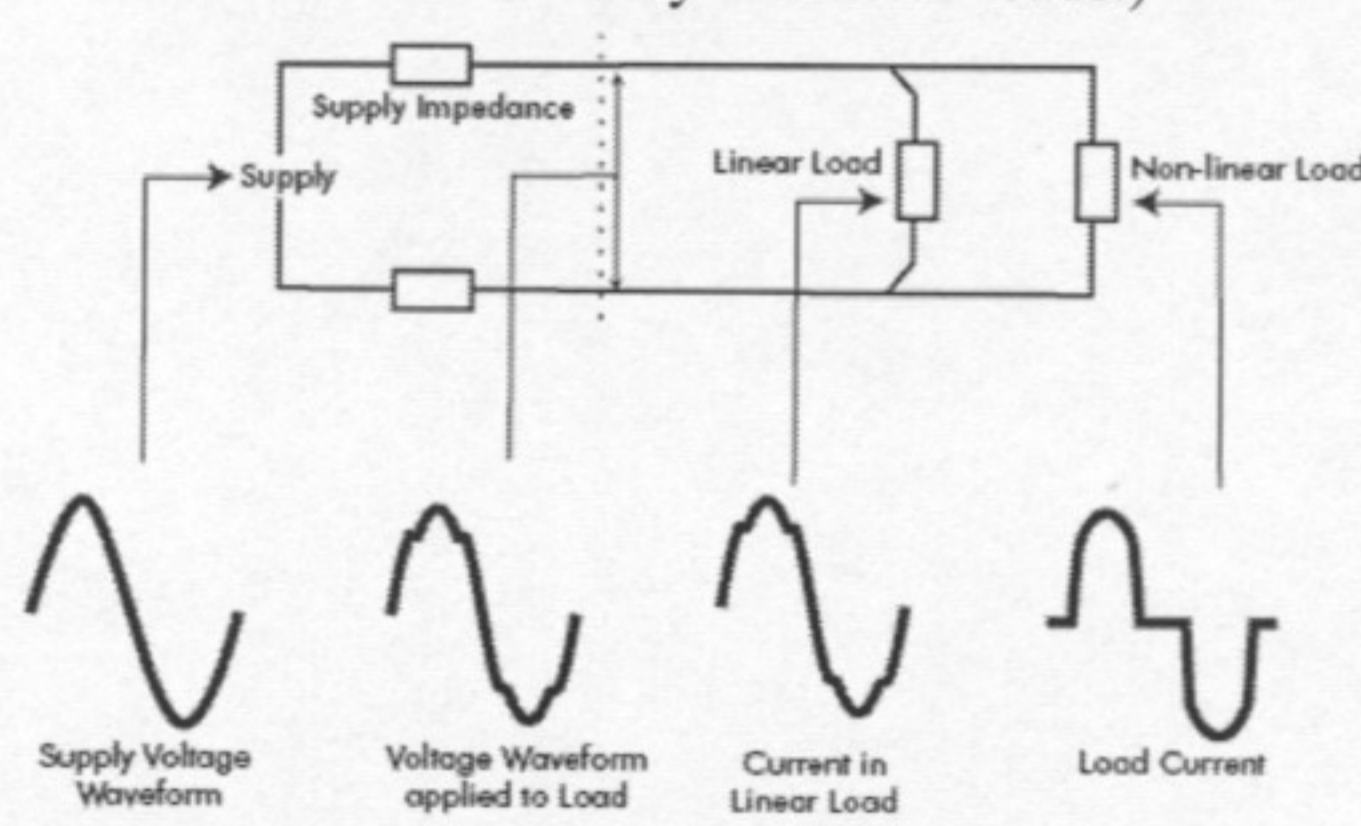 Supply Impedance
Supply
Linear Load
Non-linear Load
Supply Voltage
Waveform
Voltage Waveform
applied to Load
Current in
Linear Load
Load Current